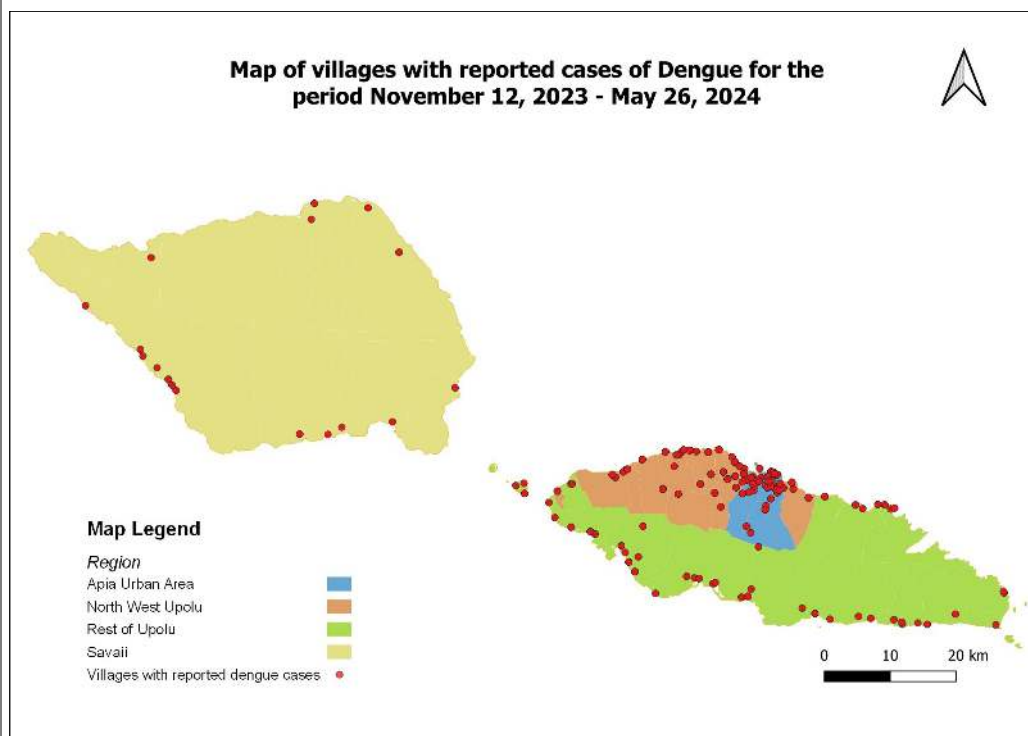 Map of villages with reported cases of Dengue for the
period November 12, 2023 - May 26, 2024
Map Legend
Region
Apia Urban Area
North West Upolu
Rest of Upolu
Savaii
Villages with reported dengue cases
0 10 20 km